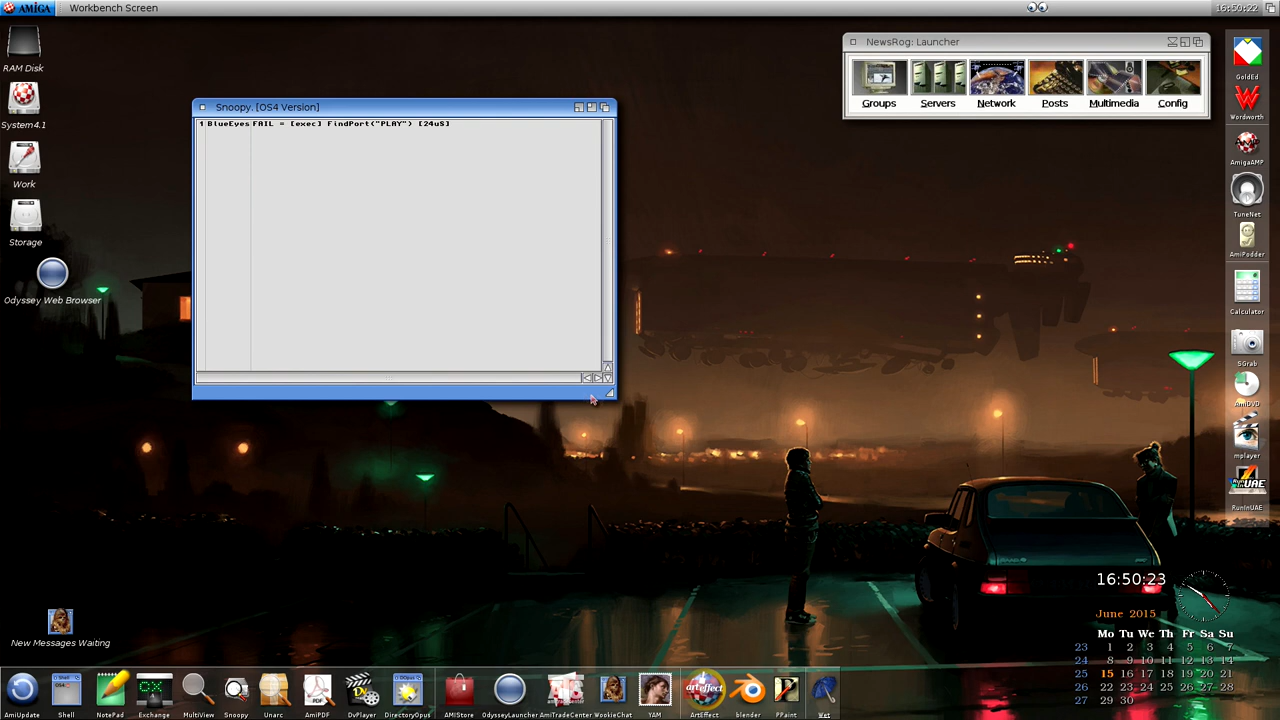 AMIGA Workbench Screen 16:50:22
RAM Disk
System4.1
Work
Storage
Odyssey Web Browser
New Messages Waiting
Snoopy. [OS4 Version]
1 BlueEyes FAIL = [exec] FindPort("PLAY") [24uS]
NewsRog: Launcher
Groups Servers Network Posts Multimedia Config
GoldEd
Wordworth
AmigaAMP
TuneNet
AmiPodder
Calculator
SGrab
AmiDVD
mplayer
RunInUAE
16:50:23
June 2015
Mo Tu We Th Fr Sa Su
23 1 2 3 4 5 6 7
24 8 9 10 11 12 13 14
25 15 16 17 18 19 20 21
26 22 23 24 25 26 27 28
27 29 30
AmiUpdate Shell NotePad Exchange MultiView Snoopy Unarc AmiPDF DvPlayer DirectoryOpus AMIStore OdysseyLauncher AmiTradeCenter WookieChat YAM ArtEffect blender PPaint Wet